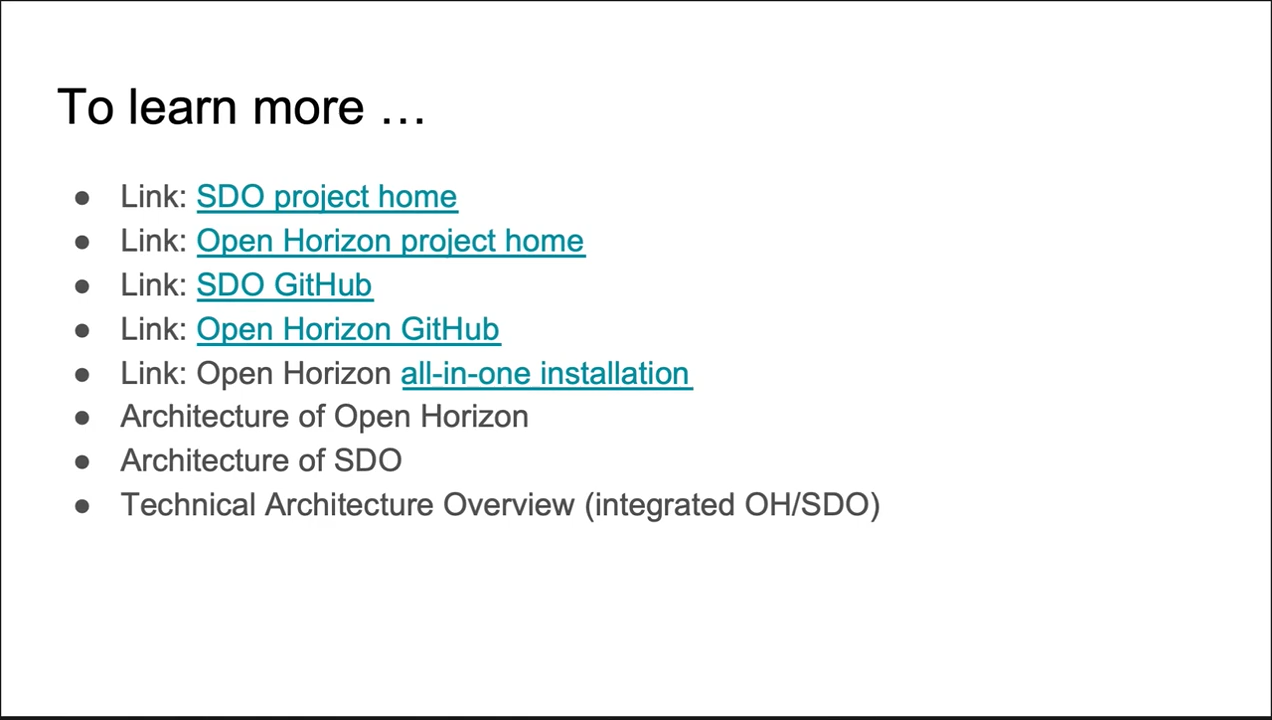 To learn more …
● Link: SDO project home
● Link: Open Horizon project home
● Link: SDO GitHub
● Link: Open Horizon GitHub
● Link: Open Horizon all-in-one installation
● Architecture of Open Horizon
● Architecture of SDO
● Technical Architecture Overview (integrated OH/SDO)